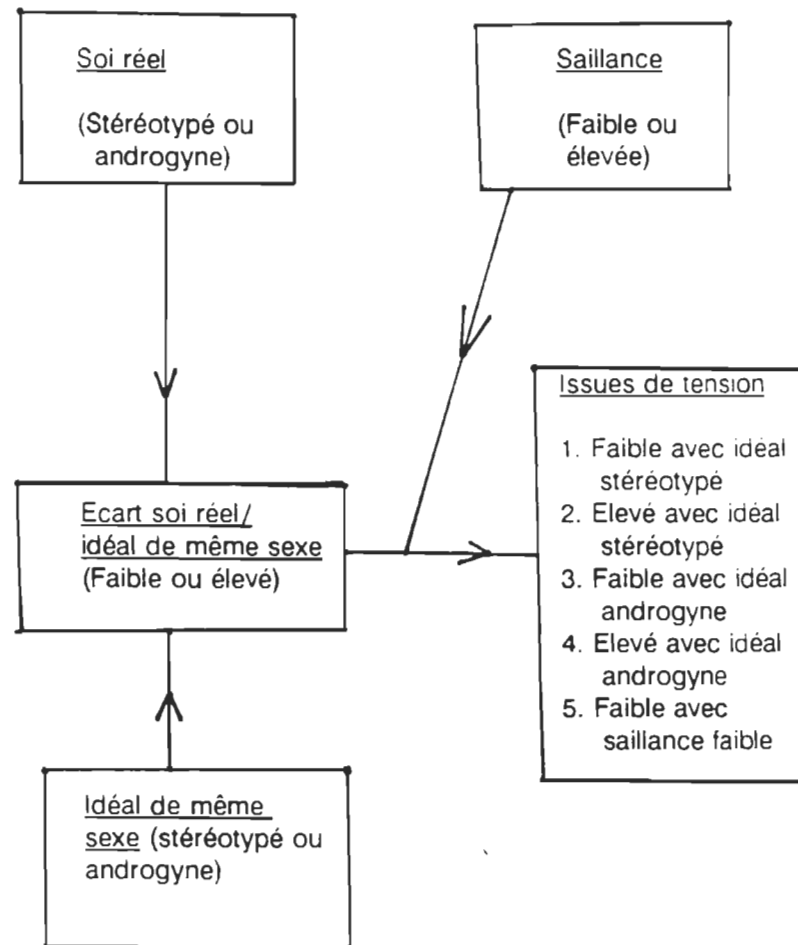 Soi réel
(Stéréotypé ou
androgyne)
Saillance
(Faible ou
élevée)
Ecart soi réel/
idéal de même sexe
(Faible ou élevé)
Issues de tension
1. Faible avec idéal
stéréotypé
2. Elevé avec idéal
stéréotypé
3. Faible avec idéal
androgyne
4. Elevé avec idéal
androgyne
5. Faible avec
saillance faible
Idéal de même
sexe (stéréotypé ou
androgyne)